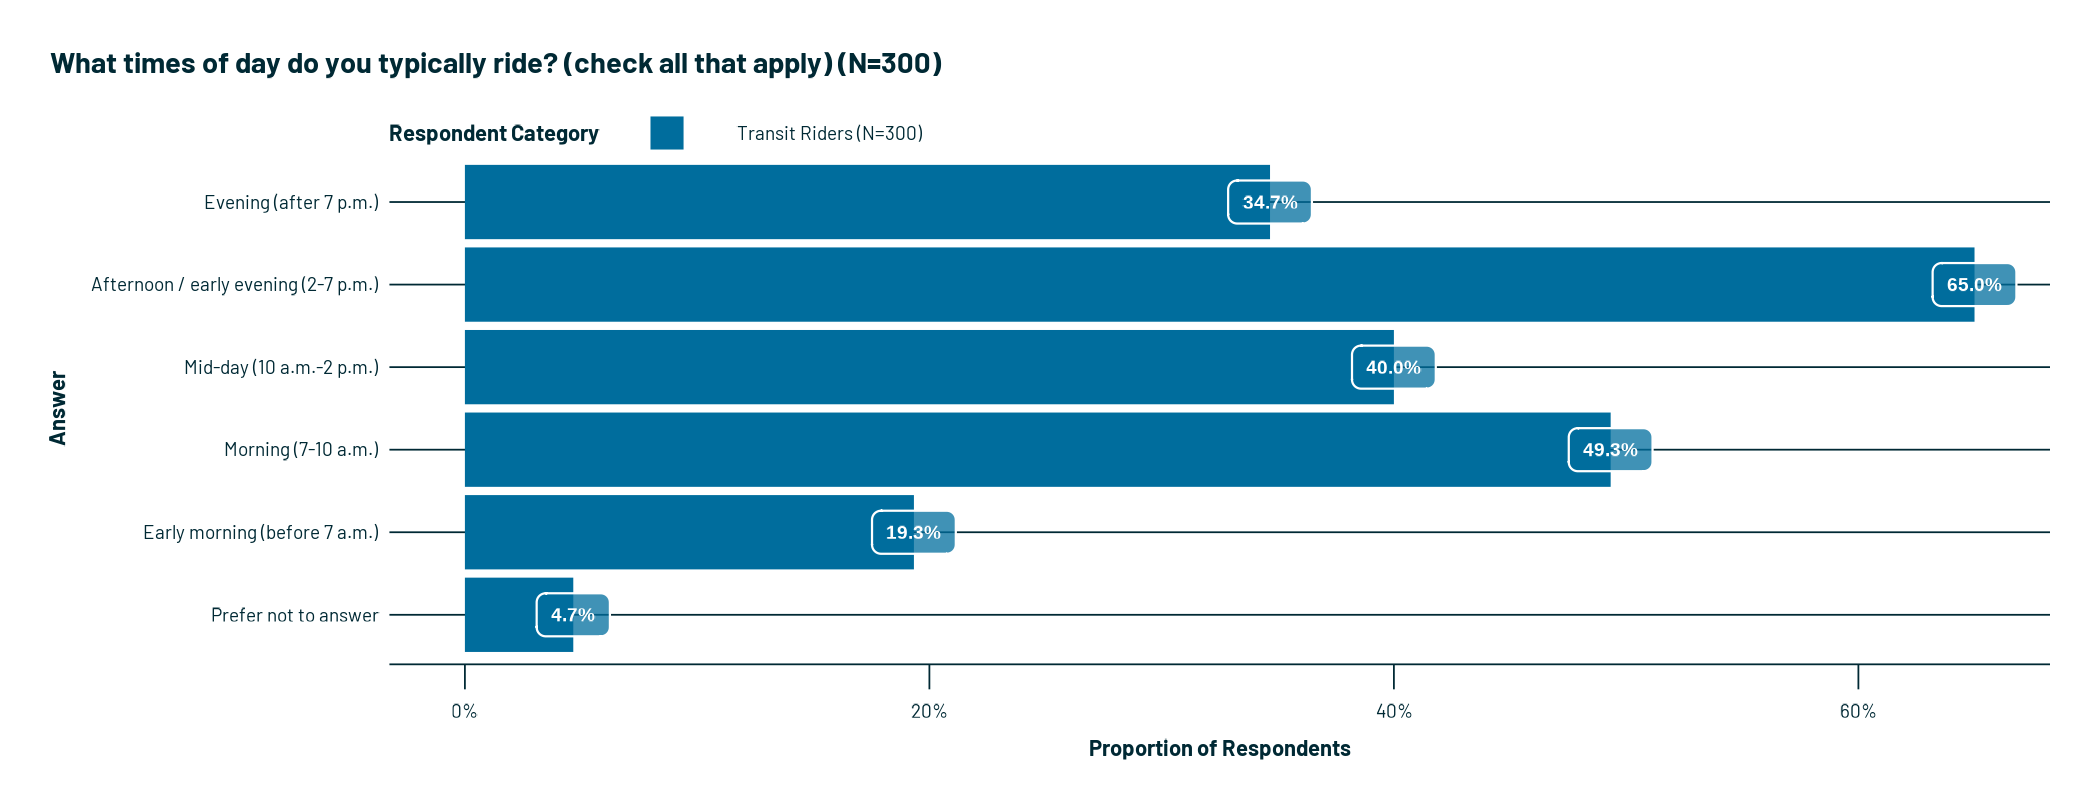 What times of day do you typically ride? (check all that apply) (N=300)
Respondent Category Transit Riders (N=300)
Evening (after 7 p.m.) 34.7%
Afternoon / early evening (2-7 p.m.) 65.0%
Mid-day (10 a.m.-2 p.m.) 40.0%
Morning (7-10 a.m.) 49.3%
Early morning (before 7 a.m.) 19.3%
Prefer not to answer 4.7%
Answer
0% 20% 40% 60%
Proportion of Respondents